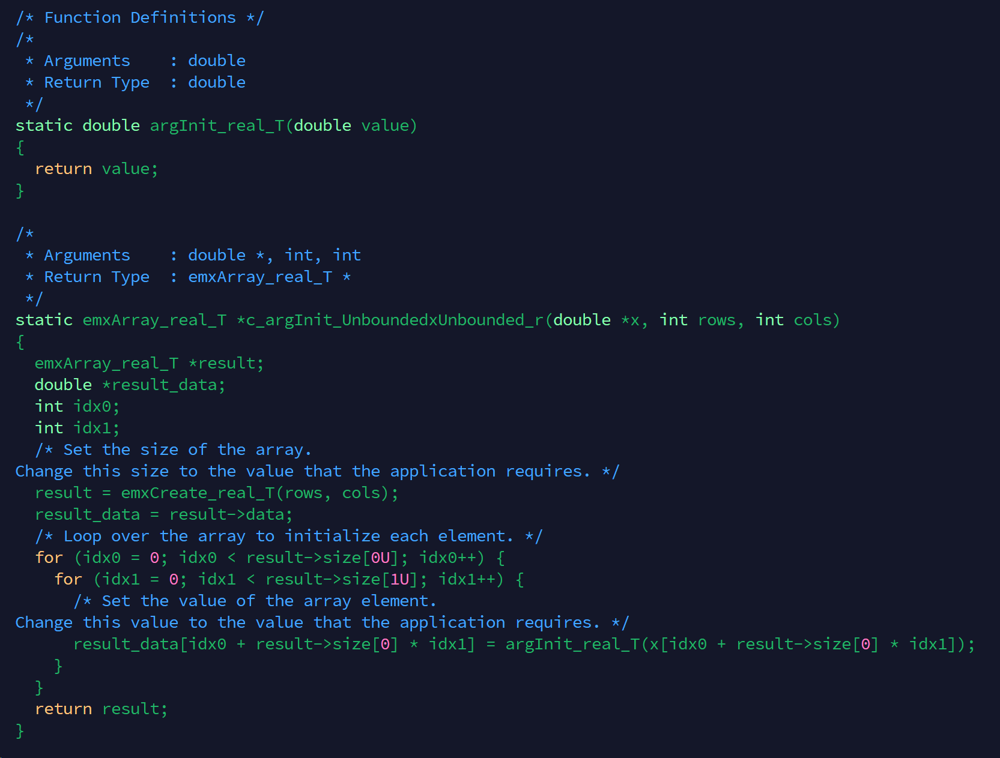 /* Function Definitions */
/*
 * Arguments    : double
 * Return Type  : double
 */
static double argInit_real_T(double value)
{
  return value;
}

/*
 * Arguments    : double *, int, int
 * Return Type  : emxArray_real_T *
 */
static emxArray_real_T *c_argInit_UnboundedxUnbounded_r(double *x, int rows, int cols)
{
  emxArray_real_T *result;
  double *result_data;
  int idx0;
  int idx1;
  /* Set the size of the array.
Change this size to the value that the application requires. */
  result = emxCreate_real_T(rows, cols);
  result_data = result->data;
  /* Loop over the array to initialize each element. */
  for (idx0 = 0; idx0 < result->size[0U]; idx0++) {
    for (idx1 = 0; idx1 < result->size[1U]; idx1++) {
      /* Set the value of the array element.
Change this value to the value that the application requires. */
      result_data[idx0 + result->size[0] * idx1] = argInit_real_T(x[idx0 + result->size[0] * idx1]);
    }
  }
  return result;
}